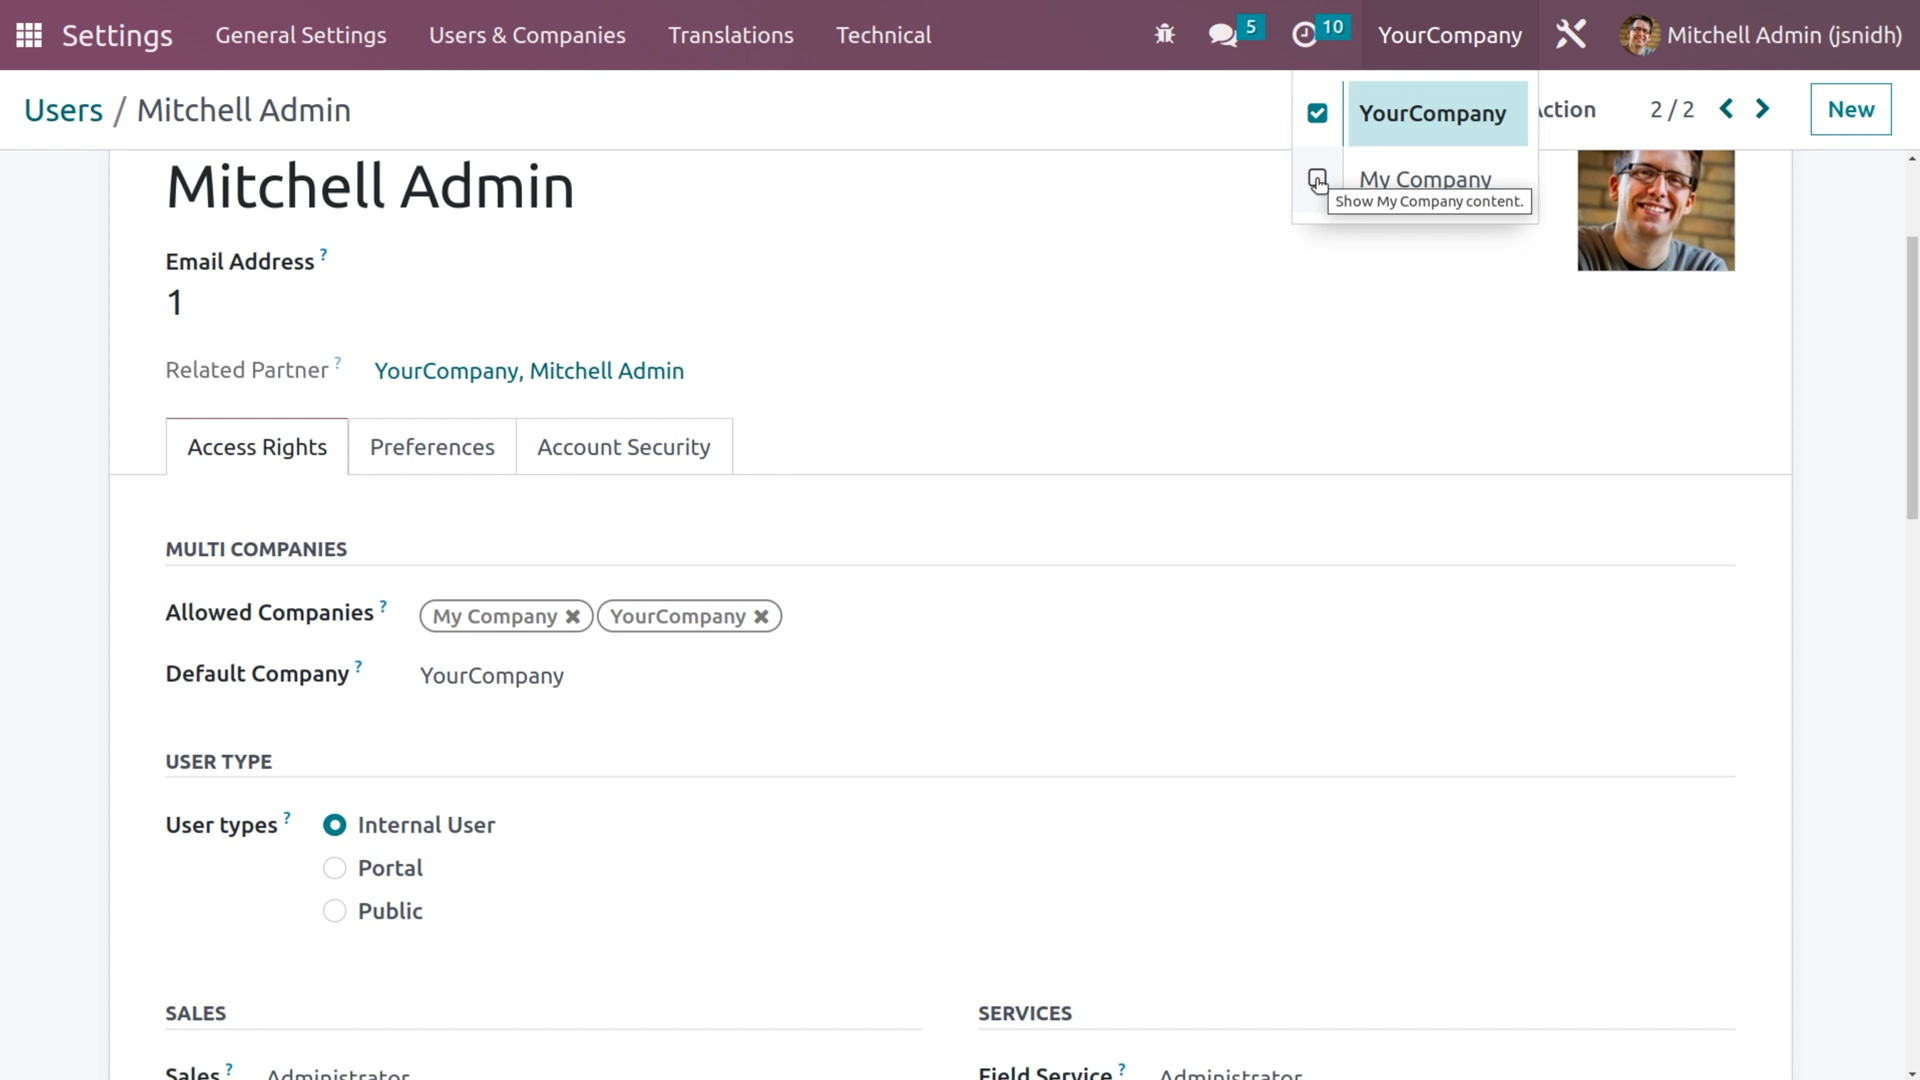 Settings General Settings Users & Companies Translations Technical 5 10 YourCompany Mitchell Admin (jsnidh)
Users / Mitchell Admin YourCompany ction 2 / 2 New
My Company
Show My Company content.
Mitchell Admin
Email Address ?
1
Related Partner ? YourCompany, Mitchell Admin
Access Rights Preferences Account Security
MULTI COMPANIES
Allowed Companies ? My Company ✖ YourCompany ✖
Default Company ? YourCompany
USER TYPE
User types ? Internal User
Portal
Public
SALES SERVICES
Sales ? Administrator Field Service ? Administrator